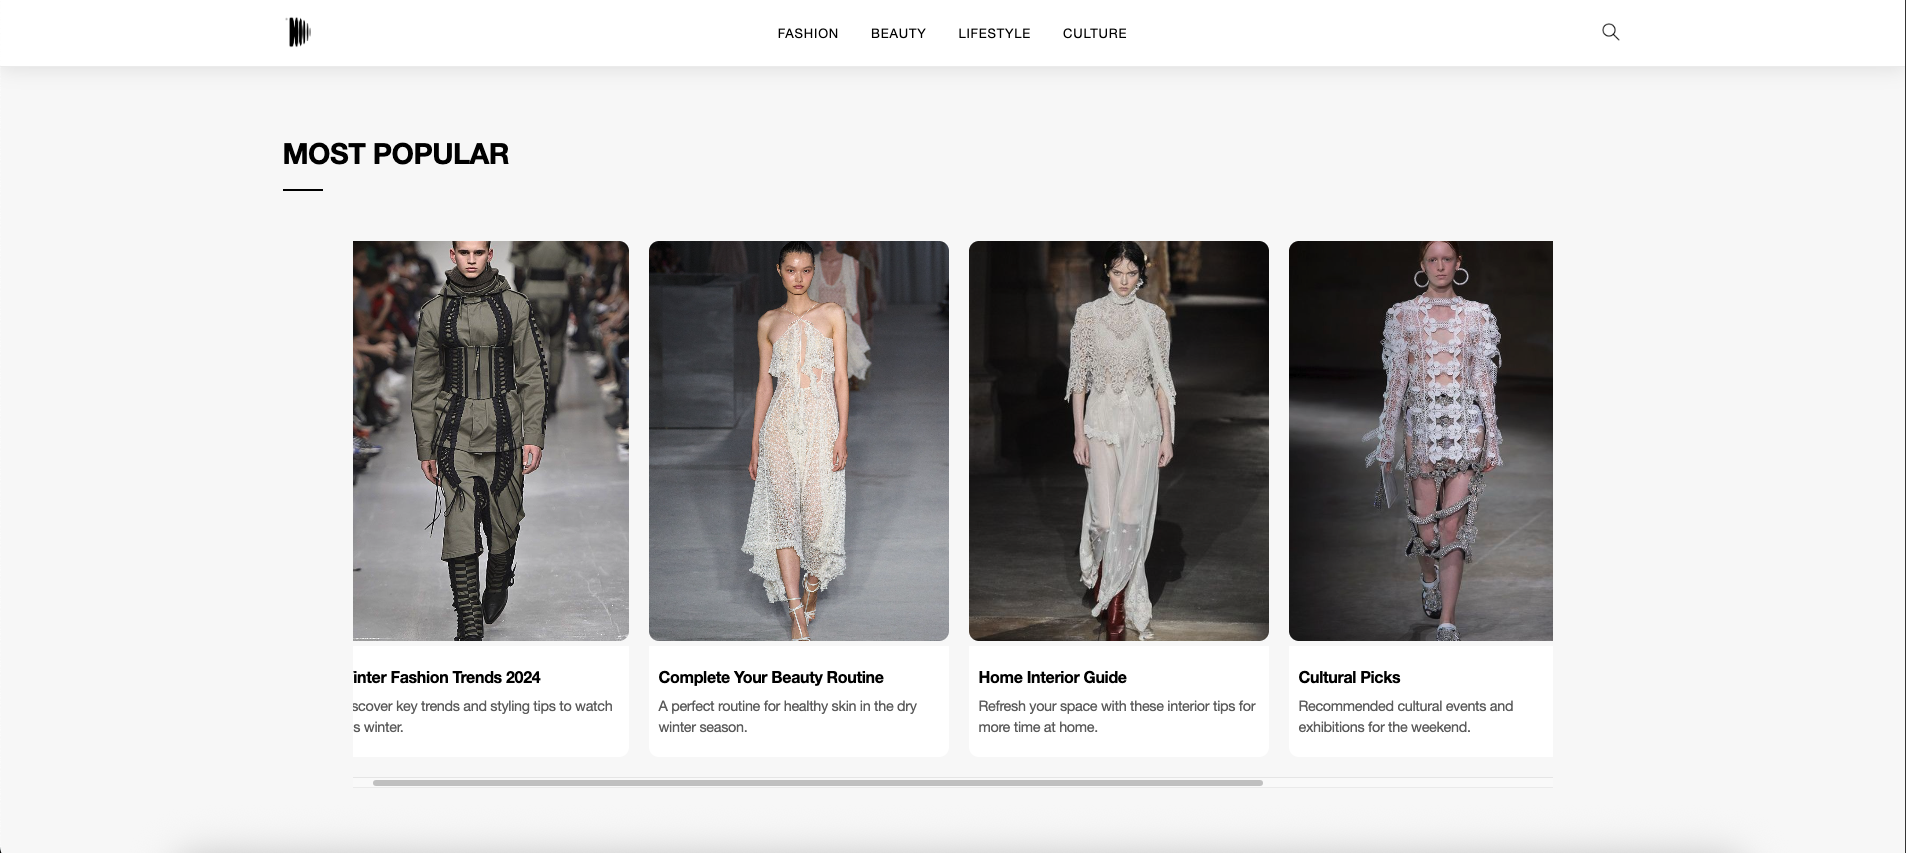 FASHION BEAUTY LIFESTYLE CULTURE
MOST POPULAR
inter Fashion Trends 2024
scover key trends and styling tips to watch
s winter.
Complete Your Beauty Routine
A perfect routine for healthy skin in the dry
winter season.
Home Interior Guide
Refresh your space with these interior tips for
more time at home.
Cultural Picks
Recommended cultural events and
exhibitions for the weekend.